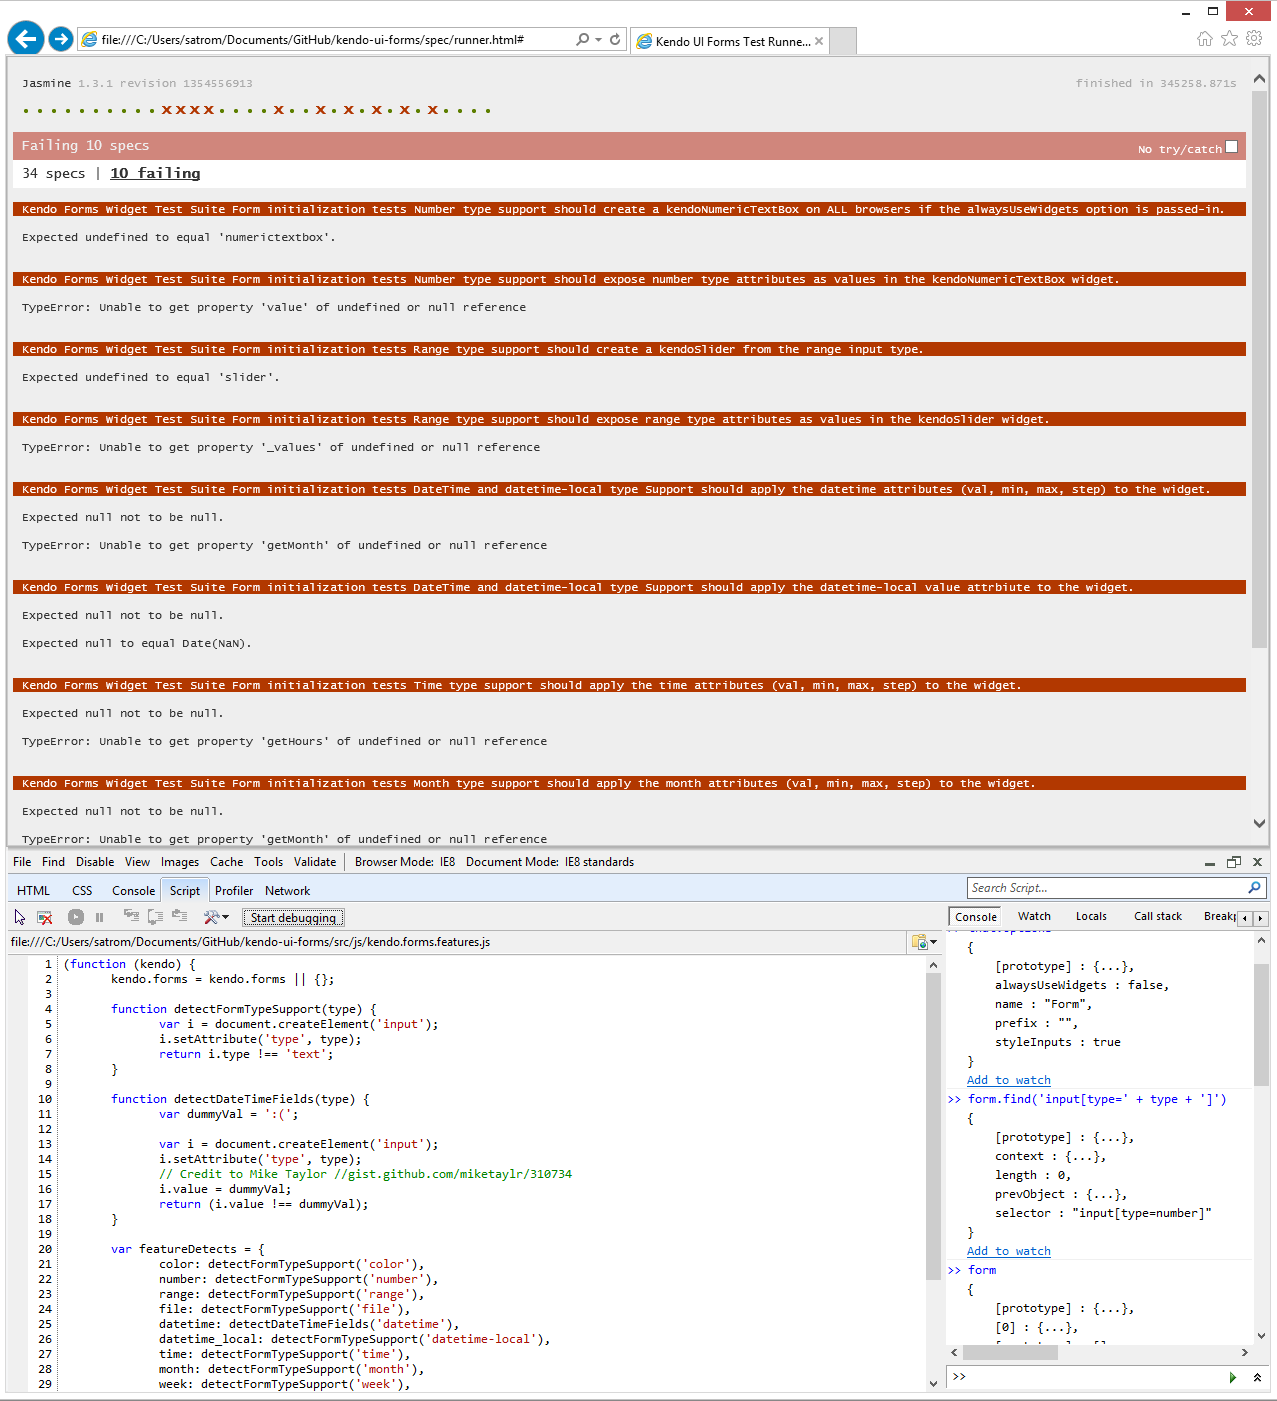 file:///C:/Users/satrom/Documents/GitHub/kendo-ui-forms/spec/runner.html#
Kendo UI Forms Test Runne...
Jasmine 1.3.1 revision 1354556913
finished in 345258.871s
. . . . . . . . . . x x x x . . . . x . . x . x . x . x . x . . . .
Failing 10 specs
No try/catch
34 specs | 10 failing
Kendo Forms Widget Test Suite Form initialization tests Number type support should create a kendoNumericTextBox on ALL browsers if the alwaysUseWidgets option is passed-in.
Expected undefined to equal 'numerictextbox'.
Kendo Forms Widget Test Suite Form initialization tests Number type support should expose number type attributes as values in the kendoNumericTextBox widget.
TypeError: Unable to get property 'value' of undefined or null reference
Kendo Forms Widget Test Suite Form initialization tests Range type support should create a kendoSlider from the range input type.
Expected undefined to equal 'slider'.
Kendo Forms Widget Test Suite Form initialization tests Range type support should expose range type attributes as values in the kendoSlider widget.
TypeError: Unable to get property '_values' of undefined or null reference
Kendo Forms Widget Test Suite Form initialization tests DateTime and datetime-local type Support should apply the datetime attributes (val, min, max, step) to the widget.
Expected null not to be null.
TypeError: Unable to get property 'getMonth' of undefined or null reference
Kendo Forms Widget Test Suite Form initialization tests DateTime and datetime-local type Support should apply the datetime-local value attrbiute to the widget.
Expected null not to be null.
Expected null to equal Date(NaN).
Kendo Forms Widget Test Suite Form initialization tests Time type support should apply the time attributes (val, min, max, step) to the widget.
Expected null not to be null.
TypeError: Unable to get property 'getHours' of undefined or null reference
Kendo Forms Widget Test Suite Form initialization tests Month type support should apply the month attributes (val, min, max, step) to the widget.
Expected null not to be null.
TypeError: Unable to get property 'getMonth' of undefined or null reference
File Find Disable View Images Cache Tools Validate Browser Mode: IE8 Document Mode: IE8 standards
HTML CSS Console Script Profiler Network
Search Script...
Start debugging
file:///C:/Users/satrom/Documents/GitHub/kendo-ui-forms/src/js/kendo.forms.features.js
1 (function (kendo) {
2 kendo.forms = kendo.forms || {};
3
4 function detectFormTypeSupport(type) {
5 var i = document.createElement('input');
6 i.setAttribute('type', type);
7 return i.type !== 'text';
8 }
9
10 function detectDateTimeFields(type) {
11 var dummyVal = ':(';
12
13 var i = document.createElement('input');
14 i.setAttribute('type', type);
15 // Credit to Mike Taylor //gist.github.com/miketaylr/310734
16 i.value = dummyVal;
17 return (i.value !== dummyVal);
18 }
19
20 var featureDetects = {
21 color: detectFormTypeSupport('color'),
22 number: detectFormTypeSupport('number'),
23 range: detectFormTypeSupport('range'),
24 file: detectFormTypeSupport('file'),
25 datetime: detectDateTimeFields('datetime'),
26 datetime_local: detectFormTypeSupport('datetime-local'),
27 time: detectFormTypeSupport('time'),
28 month: detectFormTypeSupport('month'),
29 week: detectFormTypeSupport('week'),
Console Watch Locals Call stack
{
[prototype] : {...},
alwaysUseWidgets : false,
name : "Form",
prefix : "",
styleInputs : true
}
Add to watch
>> form.find('input[type=' + type + ']')
{
[prototype] : {...},
context : {...},
length : 0,
prevObject : {...},
selector : "input[type=number]"
}
Add to watch
>> form
{
[prototype] : {...},
[0] : {...},
>>